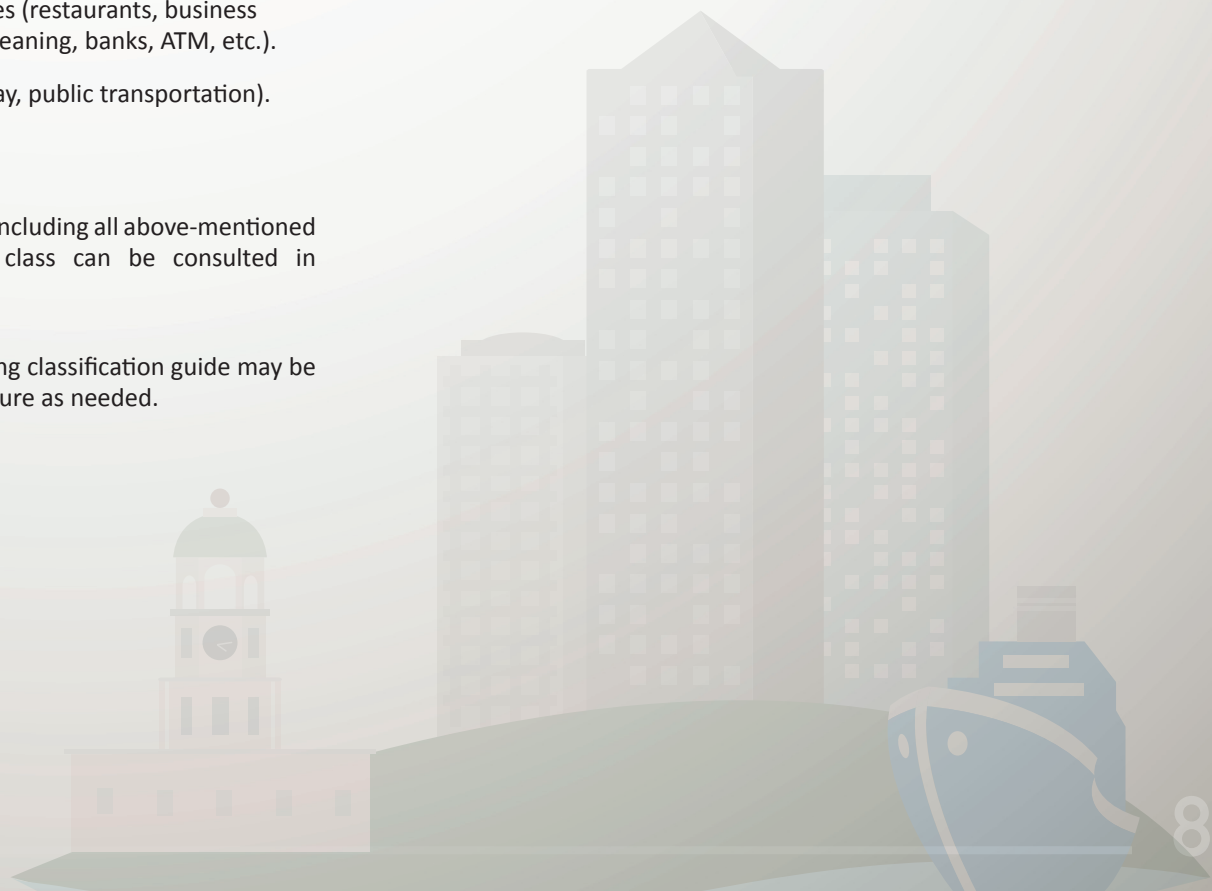 es (restaurants, business
eaning, banks, ATM, etc.).
ay, public transportation).
ncluding all above-mentioned
class can be consulted in
ng classification guide may be
ure as needed.
8